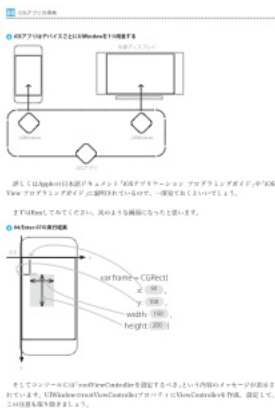 iOSアプリの構成
iOSアプリはデバイスごとにUIWindowを1つ用意する
外部ディスプレイ
UIWindow
UIWindow
iOSアプリ
詳しくはAppleの日本語ドキュメント「iOSアプリケーション プログラミングガイド」や「iOS
View プログラミングガイド」に説明されているので、一度見ておくといいでしょう。
まずはRunしてみてください。次のような画面になったと思います。
の実行結果
var frame = CGRect(
x: 50 ,
y: 100 ,
width: 150 ,
height: 200 )
そしてコンソールには「rootViewControllerを設定するべき」という内容のメッセージが表示さ
れています。UIWindowのrootViewControllerプロパティにViewControllerを作成、設定して、
この注意も取り除きましょう。